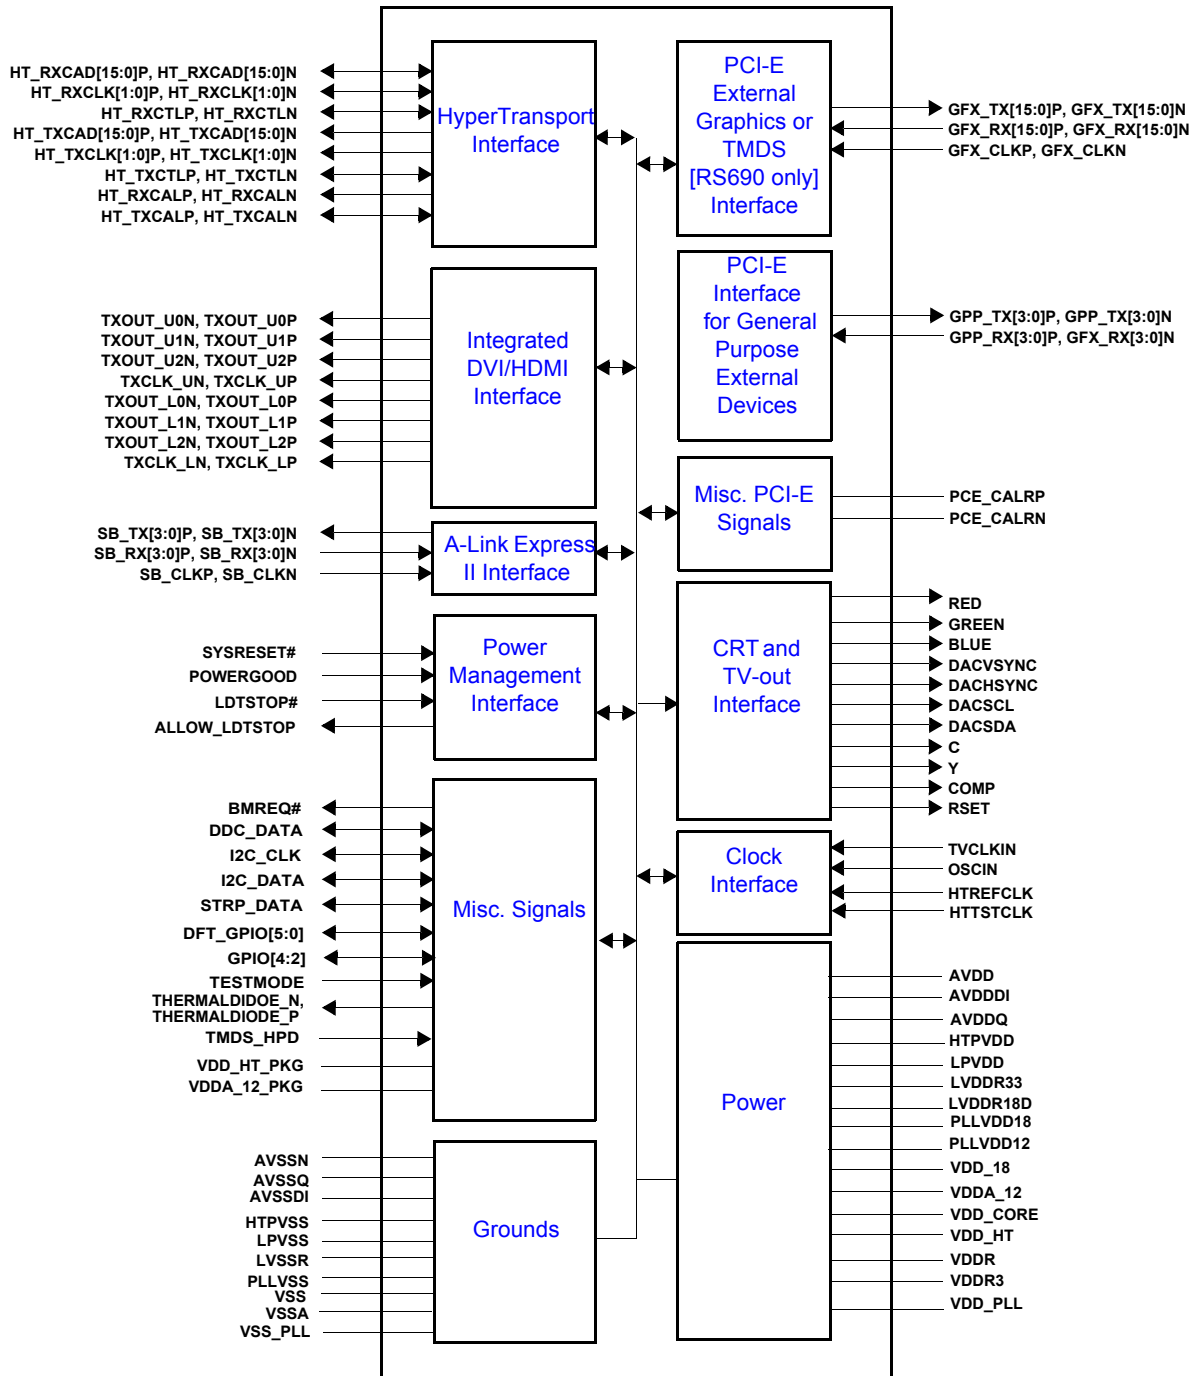 HT_RXCAD[15:0]P, HT_RXCAD[15:0]N
HT_RXCLK[1:0]P, HT_RXCLK[1:0]N
HT_RXCTLP, HT_RXCTLN
HT_TXCAD[15:0]P, HT_TXCAD[15:0]N
HT_TXCLK[1:0]P, HT_TXCLK[1:0]N
HT_TXCTLP, HT_TXCTLN
HT_RXCALP, HT_RXCALN
HT_TXCALP, HT_TXCALN
HyperTransport
Interface
PCI-E
External
Graphics or
TMDS
[RS690 only]
Interface
GFX_TX[15:0]P, GFX_TX[15:0]N
GFX_RX[15:0]P, GFX_RX[15:0]N
GFX_CLKP, GFX_CLKN
TXOUT_U0N, TXOUT_U0P
TXOUT_U1N, TXOUT_U1P
TXOUT_U2N, TXOUT_U2P
TXCLK_UN, TXCLK_UP
TXOUT_L0N, TXOUT_L0P
TXOUT_L1N, TXOUT_L1P
TXOUT_L2N, TXOUT_L2P
TXCLK_LN, TXCLK_LP
Integrated
DVI/HDMI
Interface
PCI-E
Interface
for General
Purpose
External
Devices
GPP_TX[3:0]P, GPP_TX[3:0]N
GPP_RX[3:0]P, GFX_RX[3:0]N
SB_TX[3:0]P, SB_TX[3:0]N
SB_RX[3:0]P, SB_RX[3:0]N
SB_CLKP, SB_CLKN
A-Link Express
II Interface
Misc. PCI-E
Signals
PCE_CALRP
PCE_CALRN
SYSRESET#
POWERGOOD
LDTSTOP#
ALLOW_LDTSTOP
Power
Management
Interface
CRT and
TV-out
Interface
RED
GREEN
BLUE
DACVSYNC
DACHSYNC
DACSCL
DACSDA
C
Y
COMP
RSET
BMREQ#
DDC_DATA
I2C_CLK
I2C_DATA
STRP_DATA
DFT_GPIO[5:0]
GPIO[4:2]
TESTMODE
THERMALDIDOE_N,
THERMALDIODE_P
TMDS_HPD
VDD_HT_PKG
VDDA_12_PKG
Misc. Signals
Clock
Interface
TVCLKIN
OSCIN
HTREFCLK
HTTSTCLK
Power
AVDD
AVDDDI
AVDDQ
HTPVDD
LPVDD
LVDDR33
LVDDR18D
PLLVDD18
PLLVDD12
VDD_18
VDDA_12
VDD_CORE
VDD_HT
VDDR
VDDR3
VDD_PLL
AVSSN
AVSSQ
AVSSDI
HTPVSS
LPVSS
LVSSR
PLLVSS
VSS
VSSA
VSS_PLL
Grounds